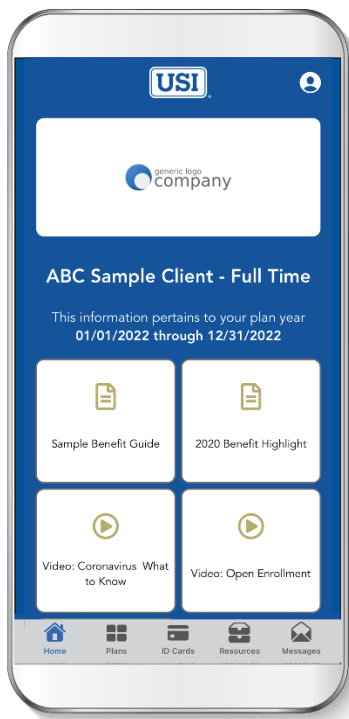 USI
generic logo
company
ABC Sample Client - Full Time
This information pertains to your plan year
01/01/2022 through 12/31/2022
Sample Benefit Guide
2020 Benefit Highlight
Video: Coronavirus What
to Know
Video: Open Enrollment
Home
Plans
ID Cards
Resources
Messages